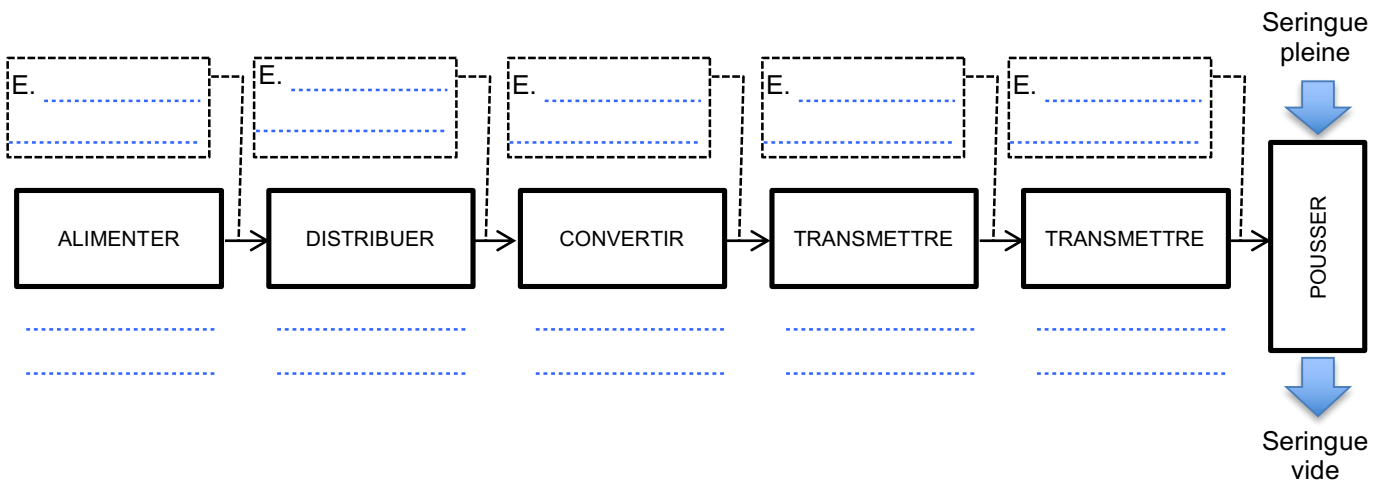 Seringue
pleine
E.
E.
E.
E.
E.
ALIMENTER
DISTRIBUER
CONVERTIR
TRANSMETTRE
TRANSMETTRE
POUSSER
Seringue
vide